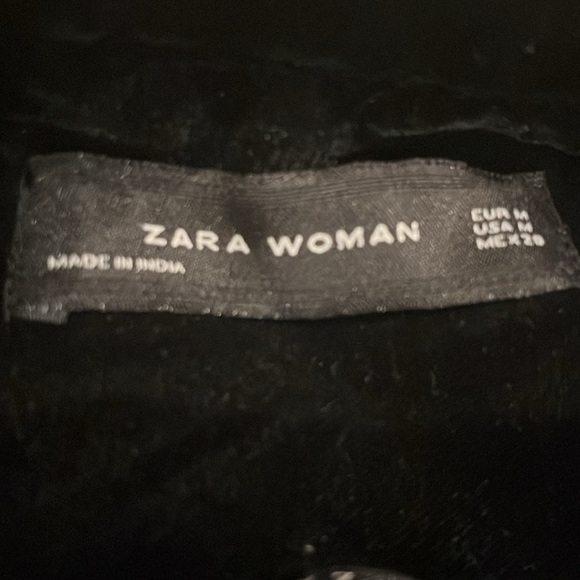 ZARA WOMAN
MADE IN INDIA
EUR M
USA M
MEX 28